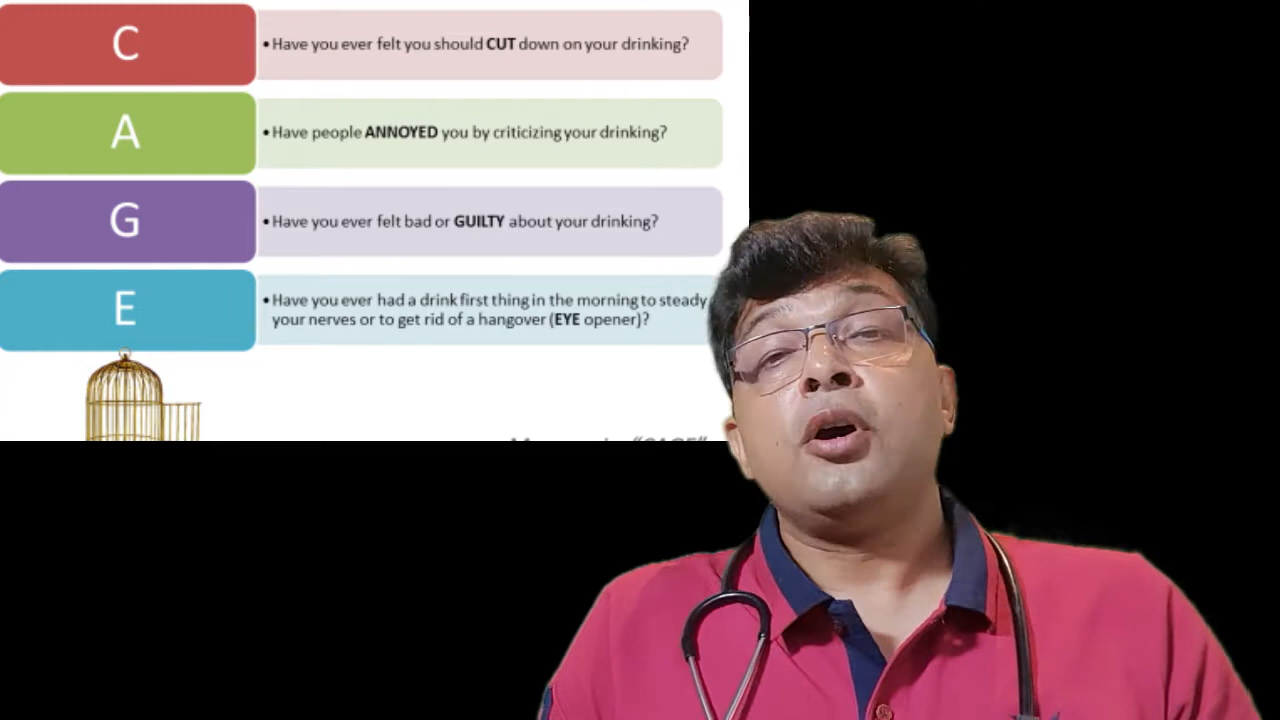 C
• Have you ever felt you should CUT down on your drinking?
A
• Have people ANNOYED you by criticizing your drinking?
G
• Have you ever felt bad or GUILTY about your drinking?
E
• Have you ever had a drink first thing in the morning to steady
your nerves or to get rid of a hangover (EYE opener)?